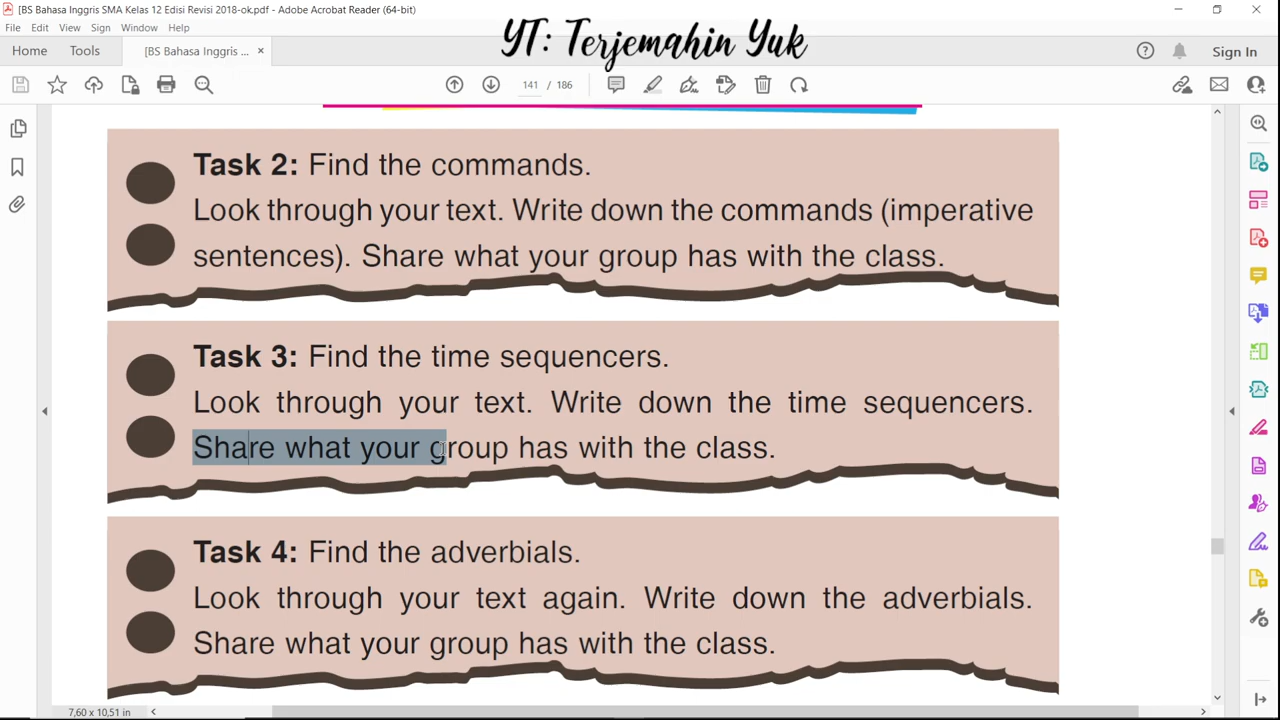 [BS Bahasa Inggris SMA Kelas 12 Edisi Revisi 2018-ok.pdf - Adobe Acrobat Reader (64-bit)
YT: Terjemahin Yuk
File Edit View Sign Window Help
Home Tools [BS Bahasa Inggris ... × Sign In
141 / 186
Task 2: Find the commands.
Look through your text. Write down the commands (imperative
sentences). Share what your group has with the class.
Task 3: Find the time sequencers.
Look through your text. Write down the time sequencers.
Share what your group has with the class.
Task 4: Find the adverbials.
Look through your text again. Write down the adverbials.
Share what your group has with the class.
7,60 x 10,51 in